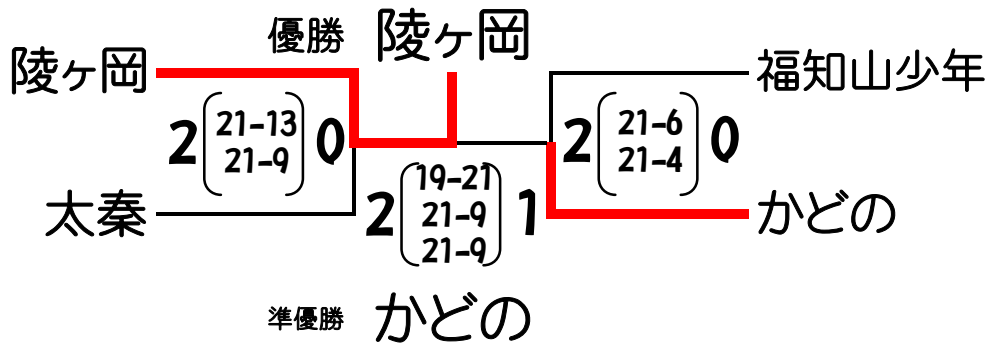 優勝 陵ヶ岡
陵ヶ岡
福知山少年
2 21-13 0
21-9
2 21-6 0
21-4
2 19-21 1
21-9
21-9
太秦
かどの
準優勝 かどの